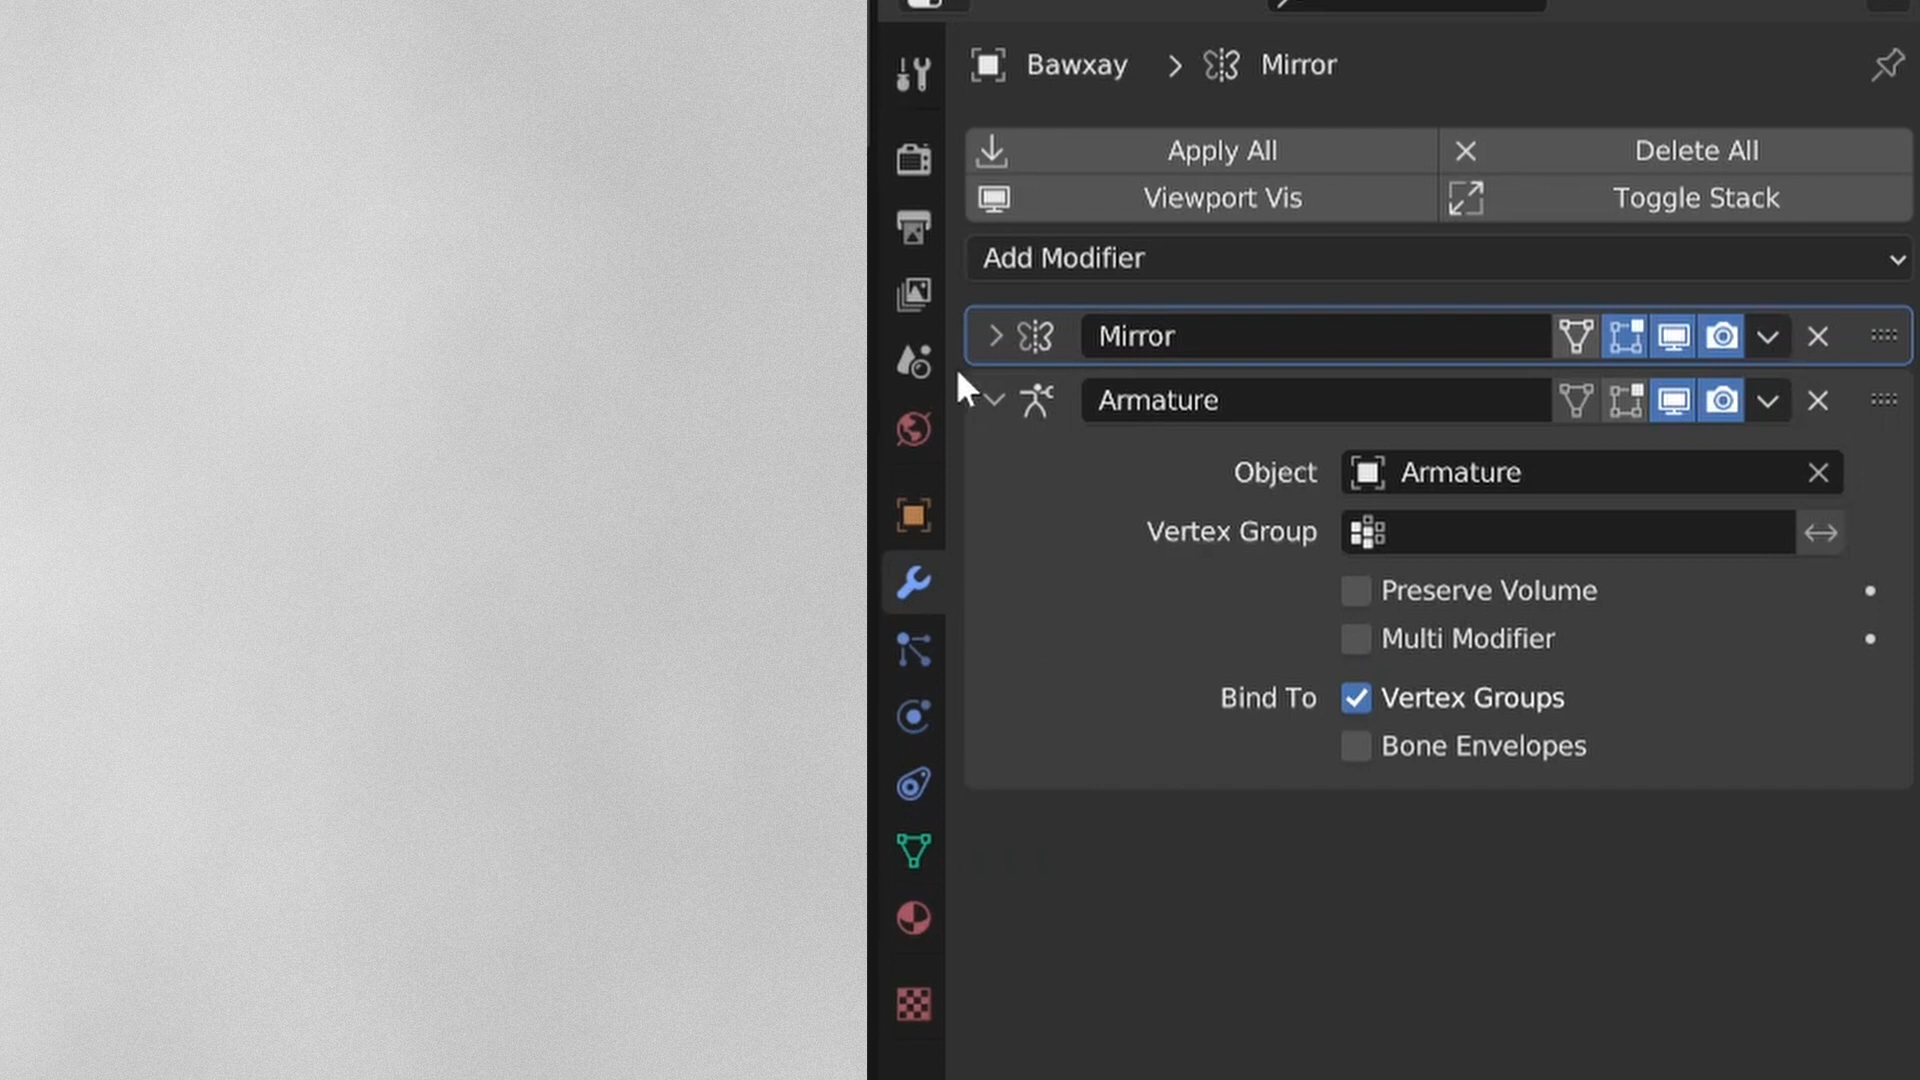 Bawxay > Mirror
Apply All Delete All
Viewport Vis Toggle Stack
Add Modifier
Mirror
Armature
Object Armature
Vertex Group
Preserve Volume
Multi Modifier
Bind To Vertex Groups
Bone Envelopes